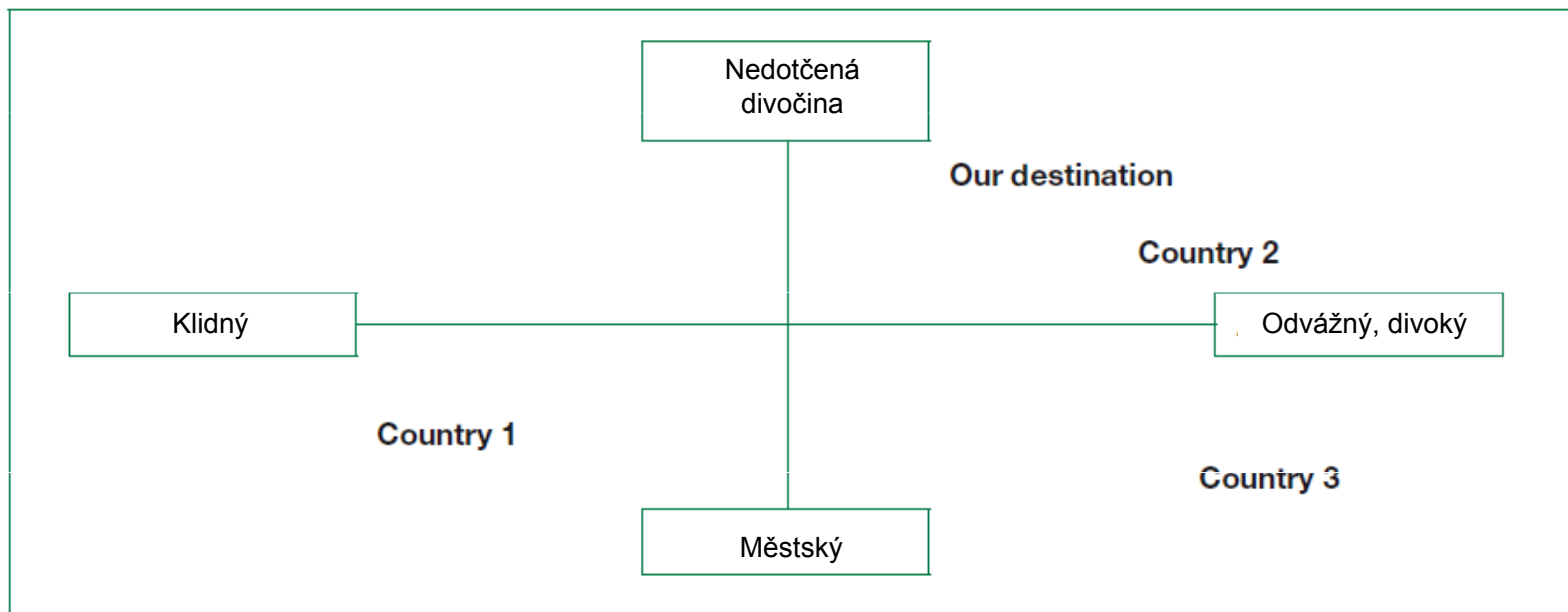 Nedotčená
divočina
Our destination
Country 2
Klidný
Odvážný, divoký
Country 1
Country 3
Městský